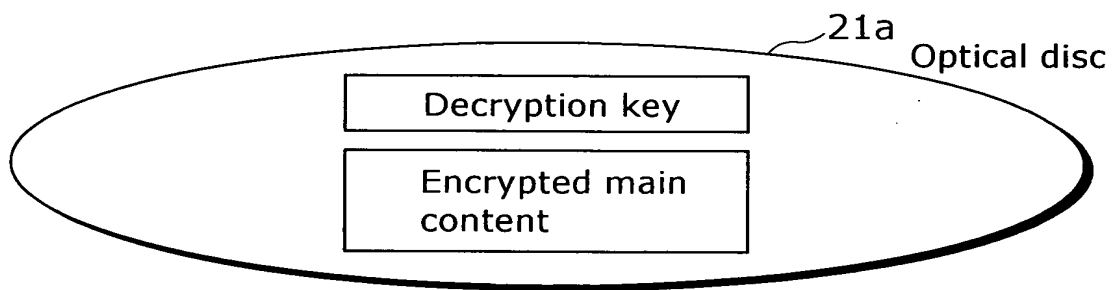 21a
Optical disc
Decryption key
Encrypted main
content